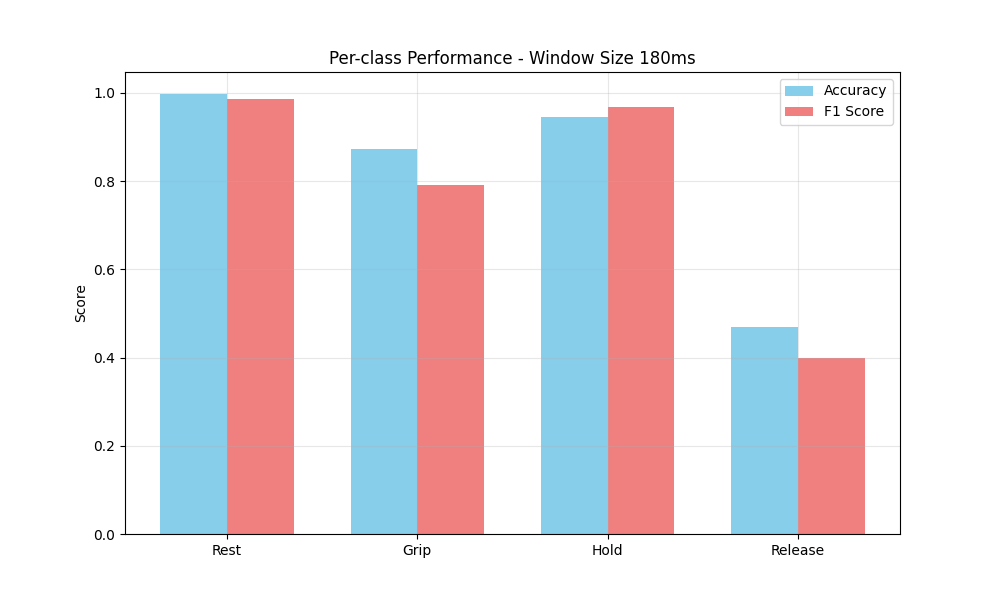 Per-class Performance - Window Size 180ms
Accuracy
F1 Score
Score
1.0
0.8
0.6
0.4
0.2
0.0
Rest
Grip
Hold
Release